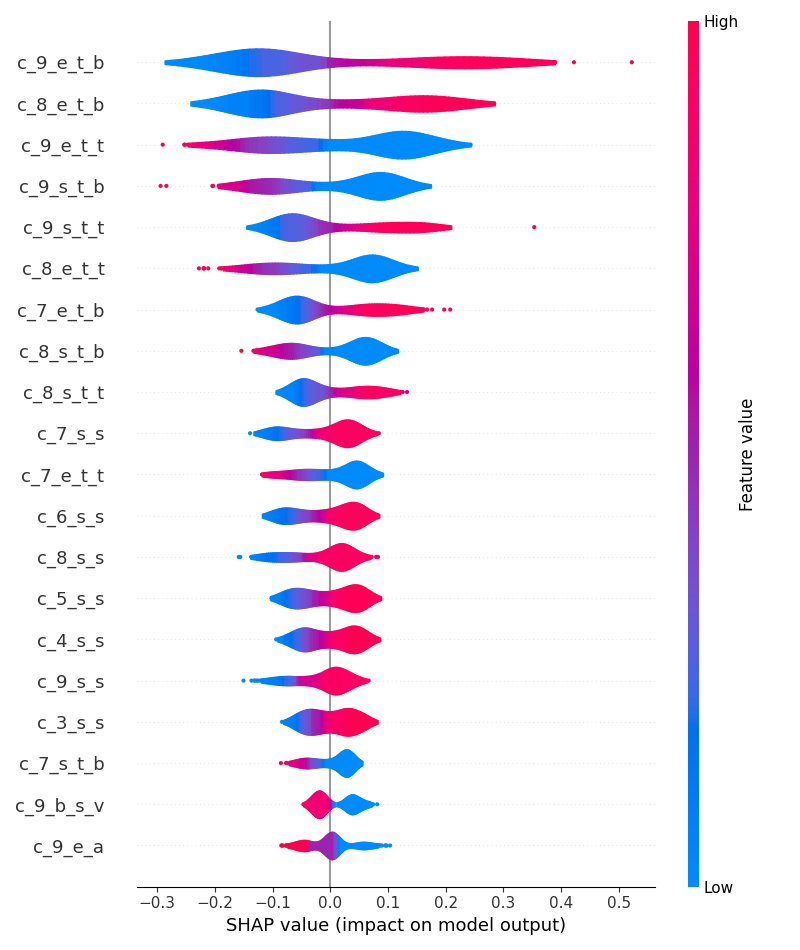 High
c_9_e_t_b
c_8_e_t_b
c_9_e_t_t
c_9_s_t_b
c_9_s_t_t
c_8_e_t_t
c_7_e_t_b
c_8_s_t_b
c_8_s_t_t
c_7_s_s
c_7_e_t_t
c_6_s_s
c_8_s_s
c_5_s_s
c_4_s_s
c_9_s_s
c_3_s_s
c_7_s_t_b
c_9_b_s_v
c_9_e_a
Feature value
Low
−0.3 −0.2 −0.1 0.0 0.1 0.2 0.3 0.4 0.5
SHAP value (impact on model output)